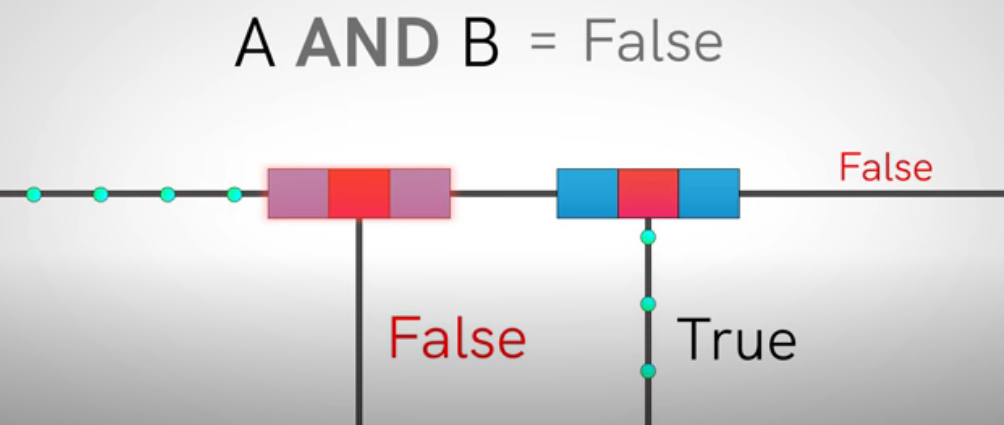 A AND B = False
False
False
True